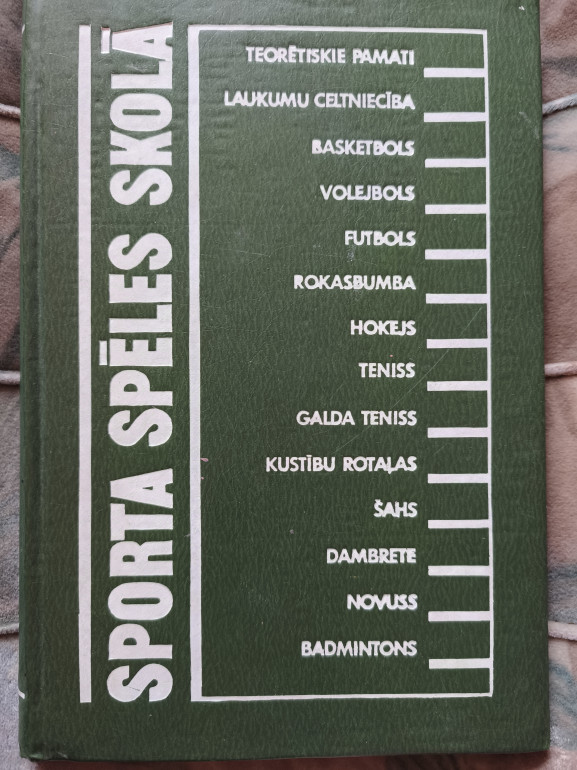 SPORTA SPĒLES SKOLĀ
TEORĒTISKIE PAMATI
LAUKUMU CELTNIECĪBA
BASKETBOLS
VOLEJBOLS
FUTBOLS
ROKASBUMBA
HOKEJS
TENISS
GALDA TENISS
KUSTĪBU ROTAĻAS
ŠAHS
DAMBRETE
NOVUSS
BADMINTONS